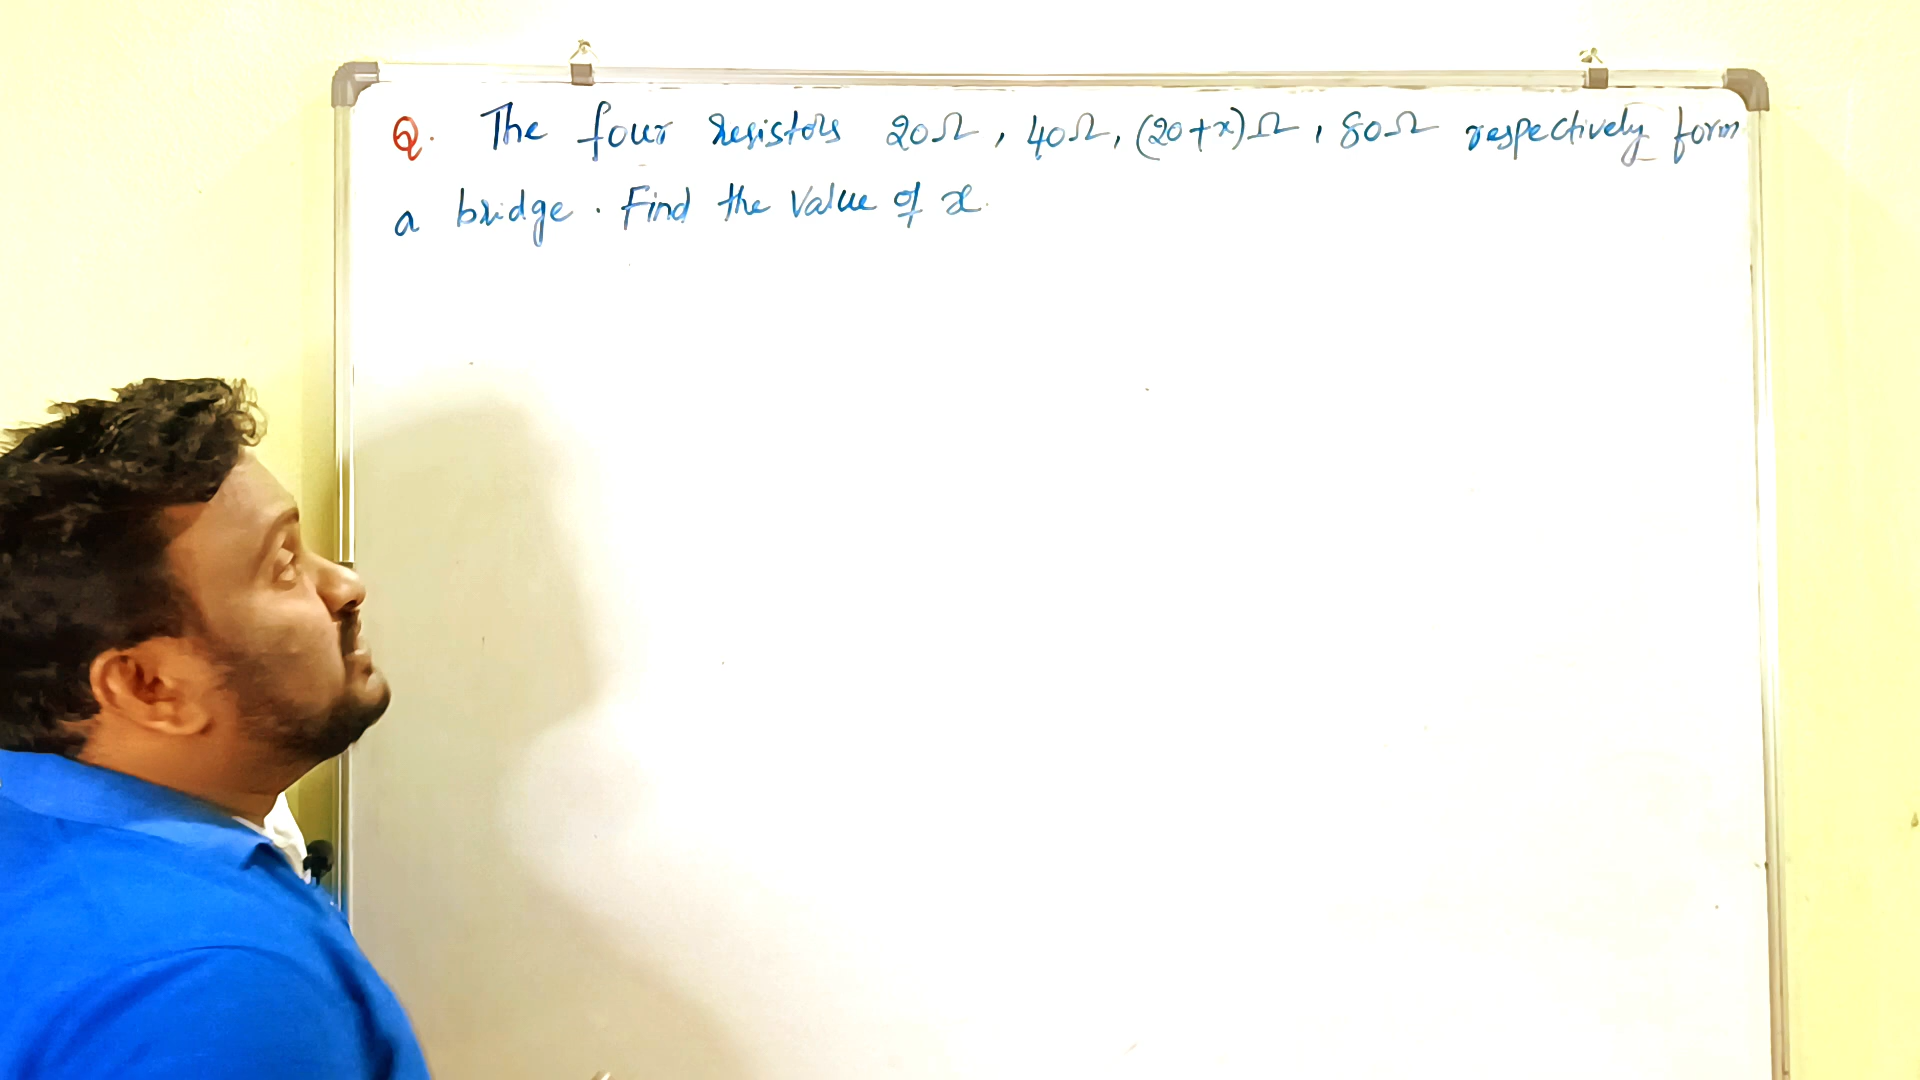 Q. The four resistors 20Ω, 40Ω, (20+x)Ω, 80Ω respectively form
a bridge. Find the value of x.